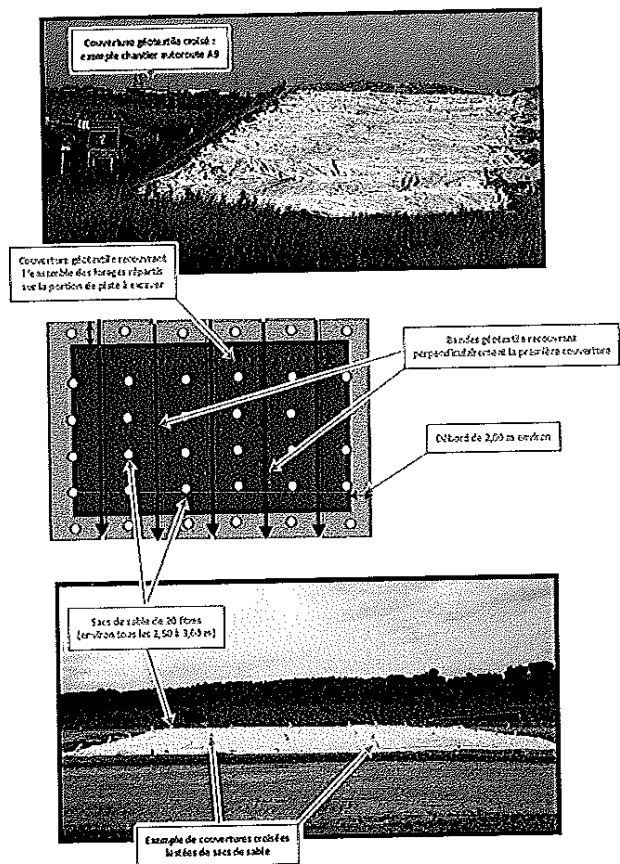 Couverture géotextile croisé :
exemple chantier autoroute A9
Couverture géotextile recouvrant
l'ensemble des forages répartis
sur la portion de piste à excaver
Bandes géotextile recouvrant
perpendiculairement la première couverture
Débord de 2,00 m environ
Sacs de sable de 20 litres
(environ tous les 2,50 à 3,00 m)
Exemple de couvertures croisées
lestées de sacs de sable